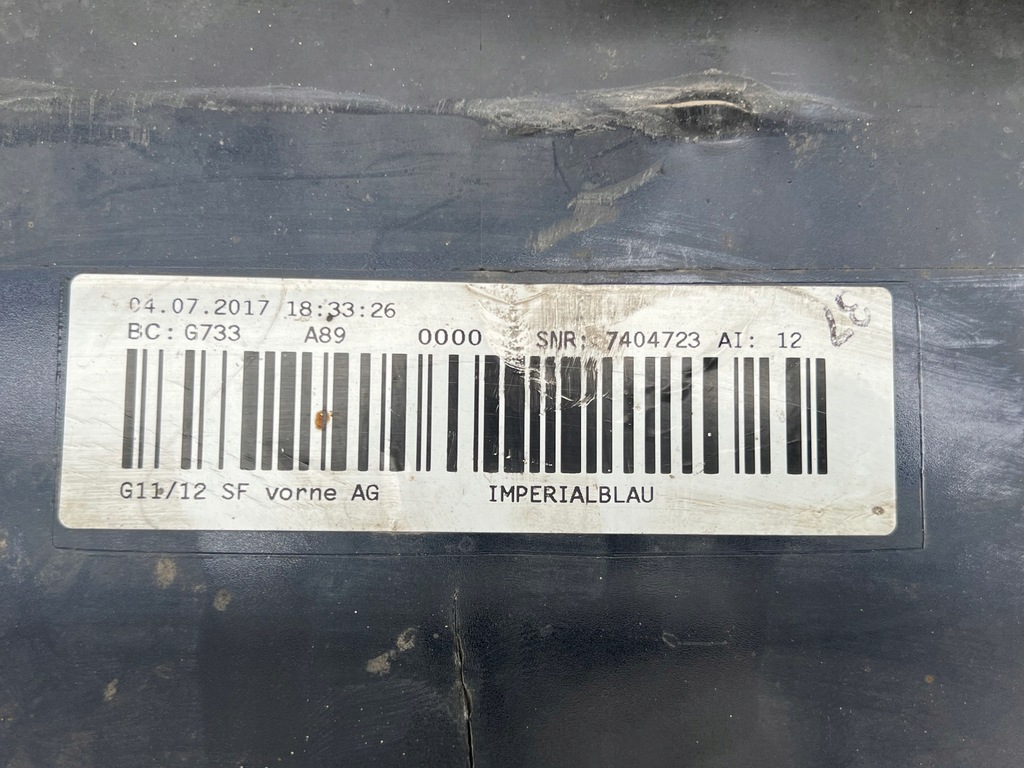 04.07.2017 18:33:26
BC: G733 A89 0000 SNR: 7404723 AI: 12
37
G11/12 SF vorne AG IMPERIALBLAU